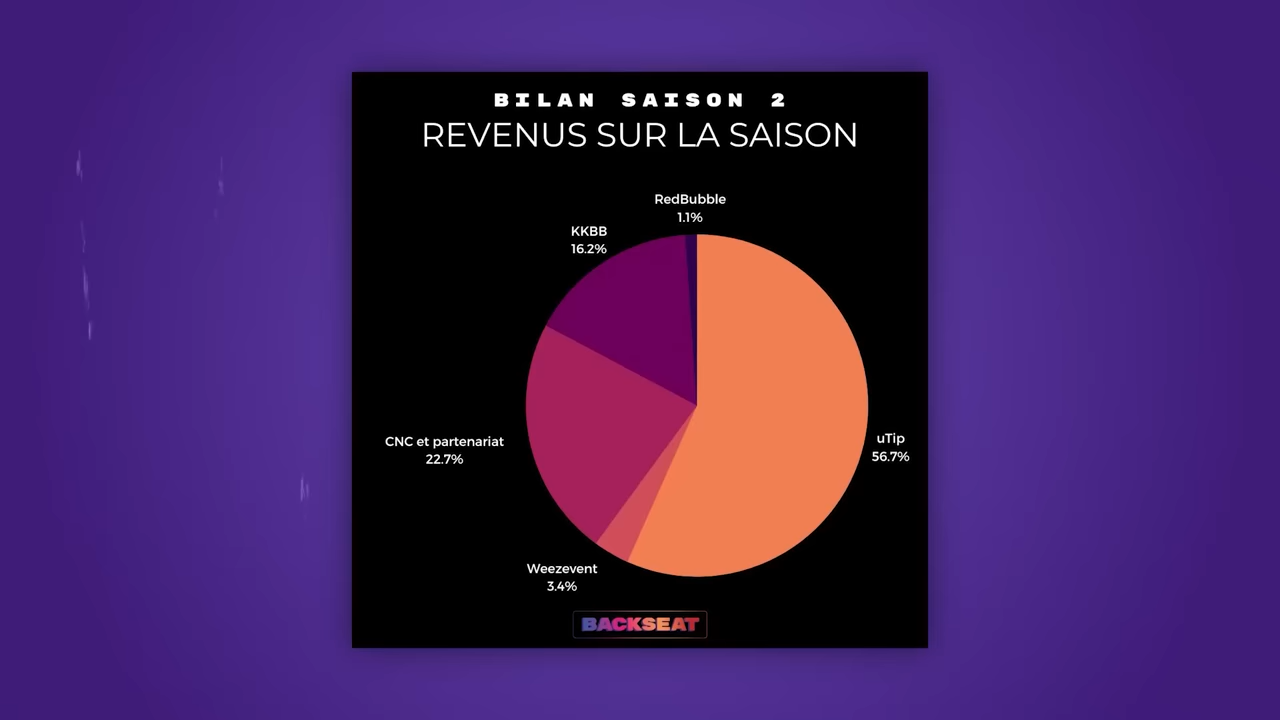 BILAN SAISON 2
REVENUS SUR LA SAISON
RedBubble
1.1%
KKBB
16.2%
CNC et partenariat
22.7%
uTip
56.7%
Weezevent
3.4%
BACKSEAT